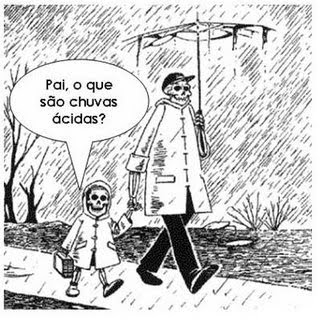 Pai, o que
são chuvas
ácidas?